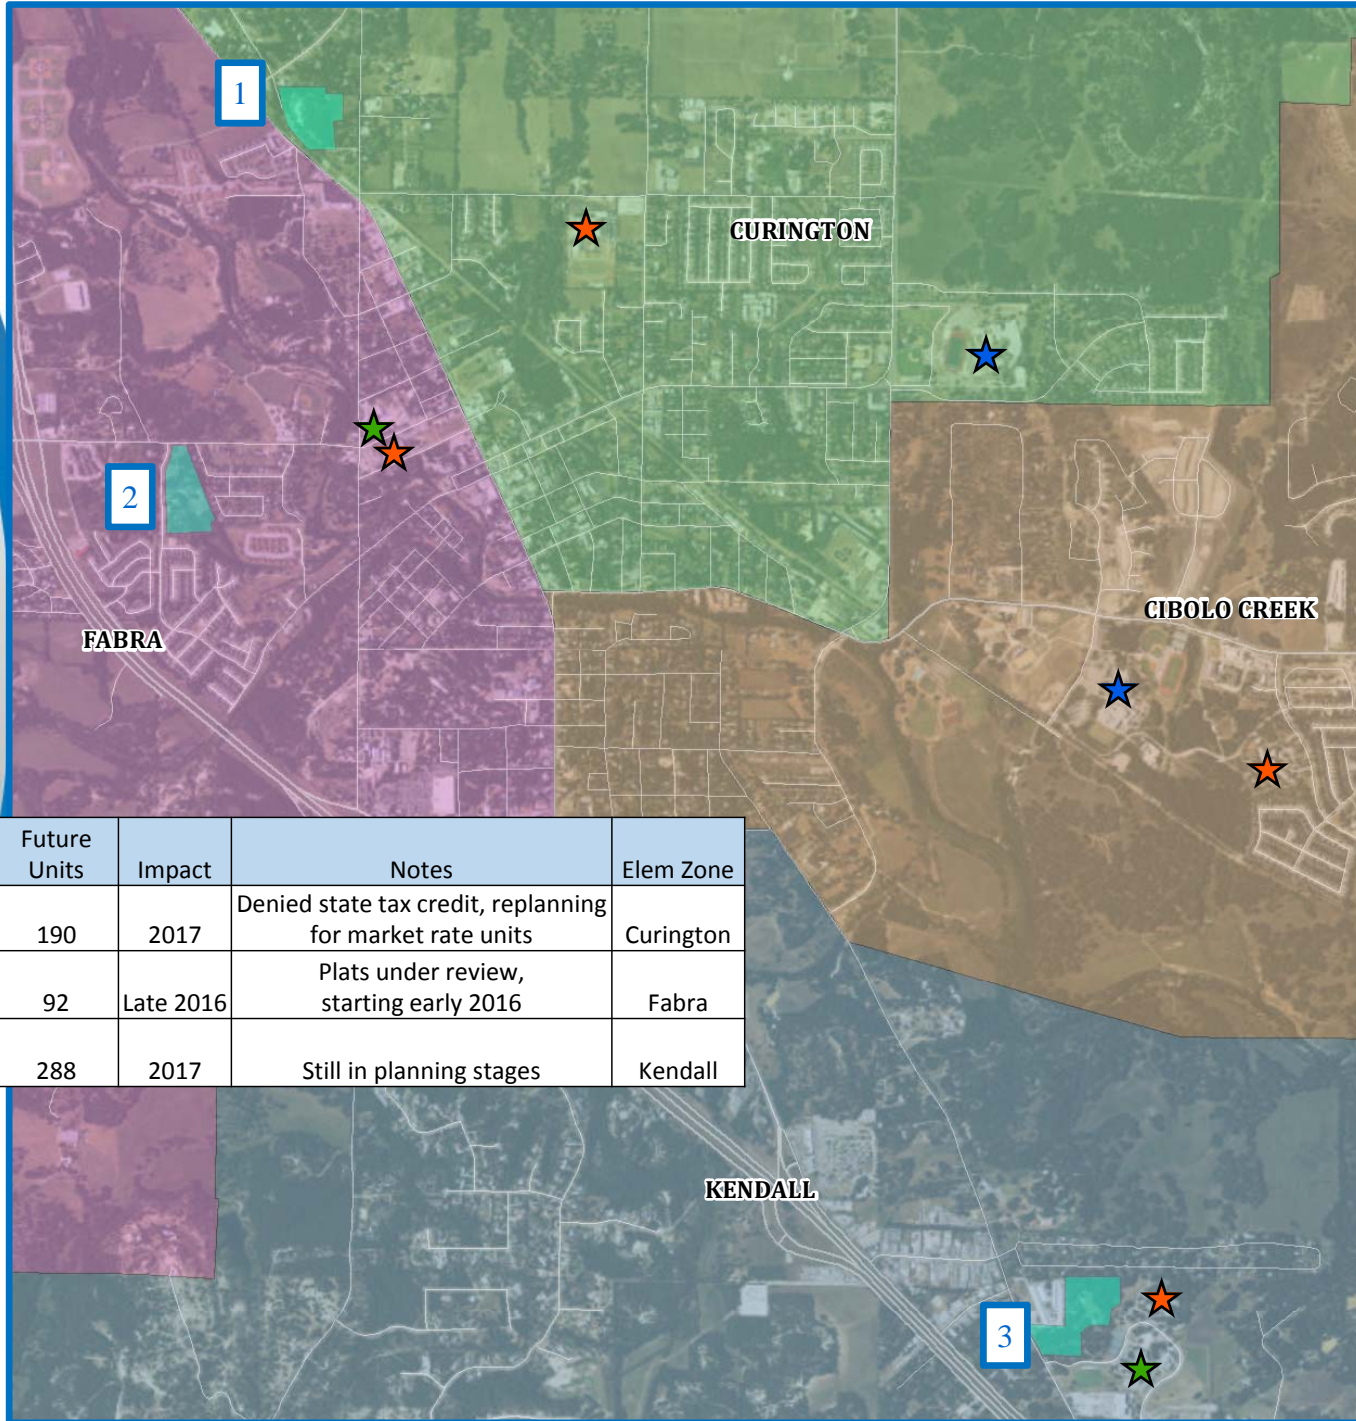 1
CURINGTON
2
CIBOLO CREEK
FABRA
Future Units Impact Notes Elem Zone
190 2017 Denied state tax credit, replanning for market rate units Curington
92 Late 2016 Plats under review, starting early 2016 Fabra
288 2017 Still in planning stages Kendall
KENDALL
3